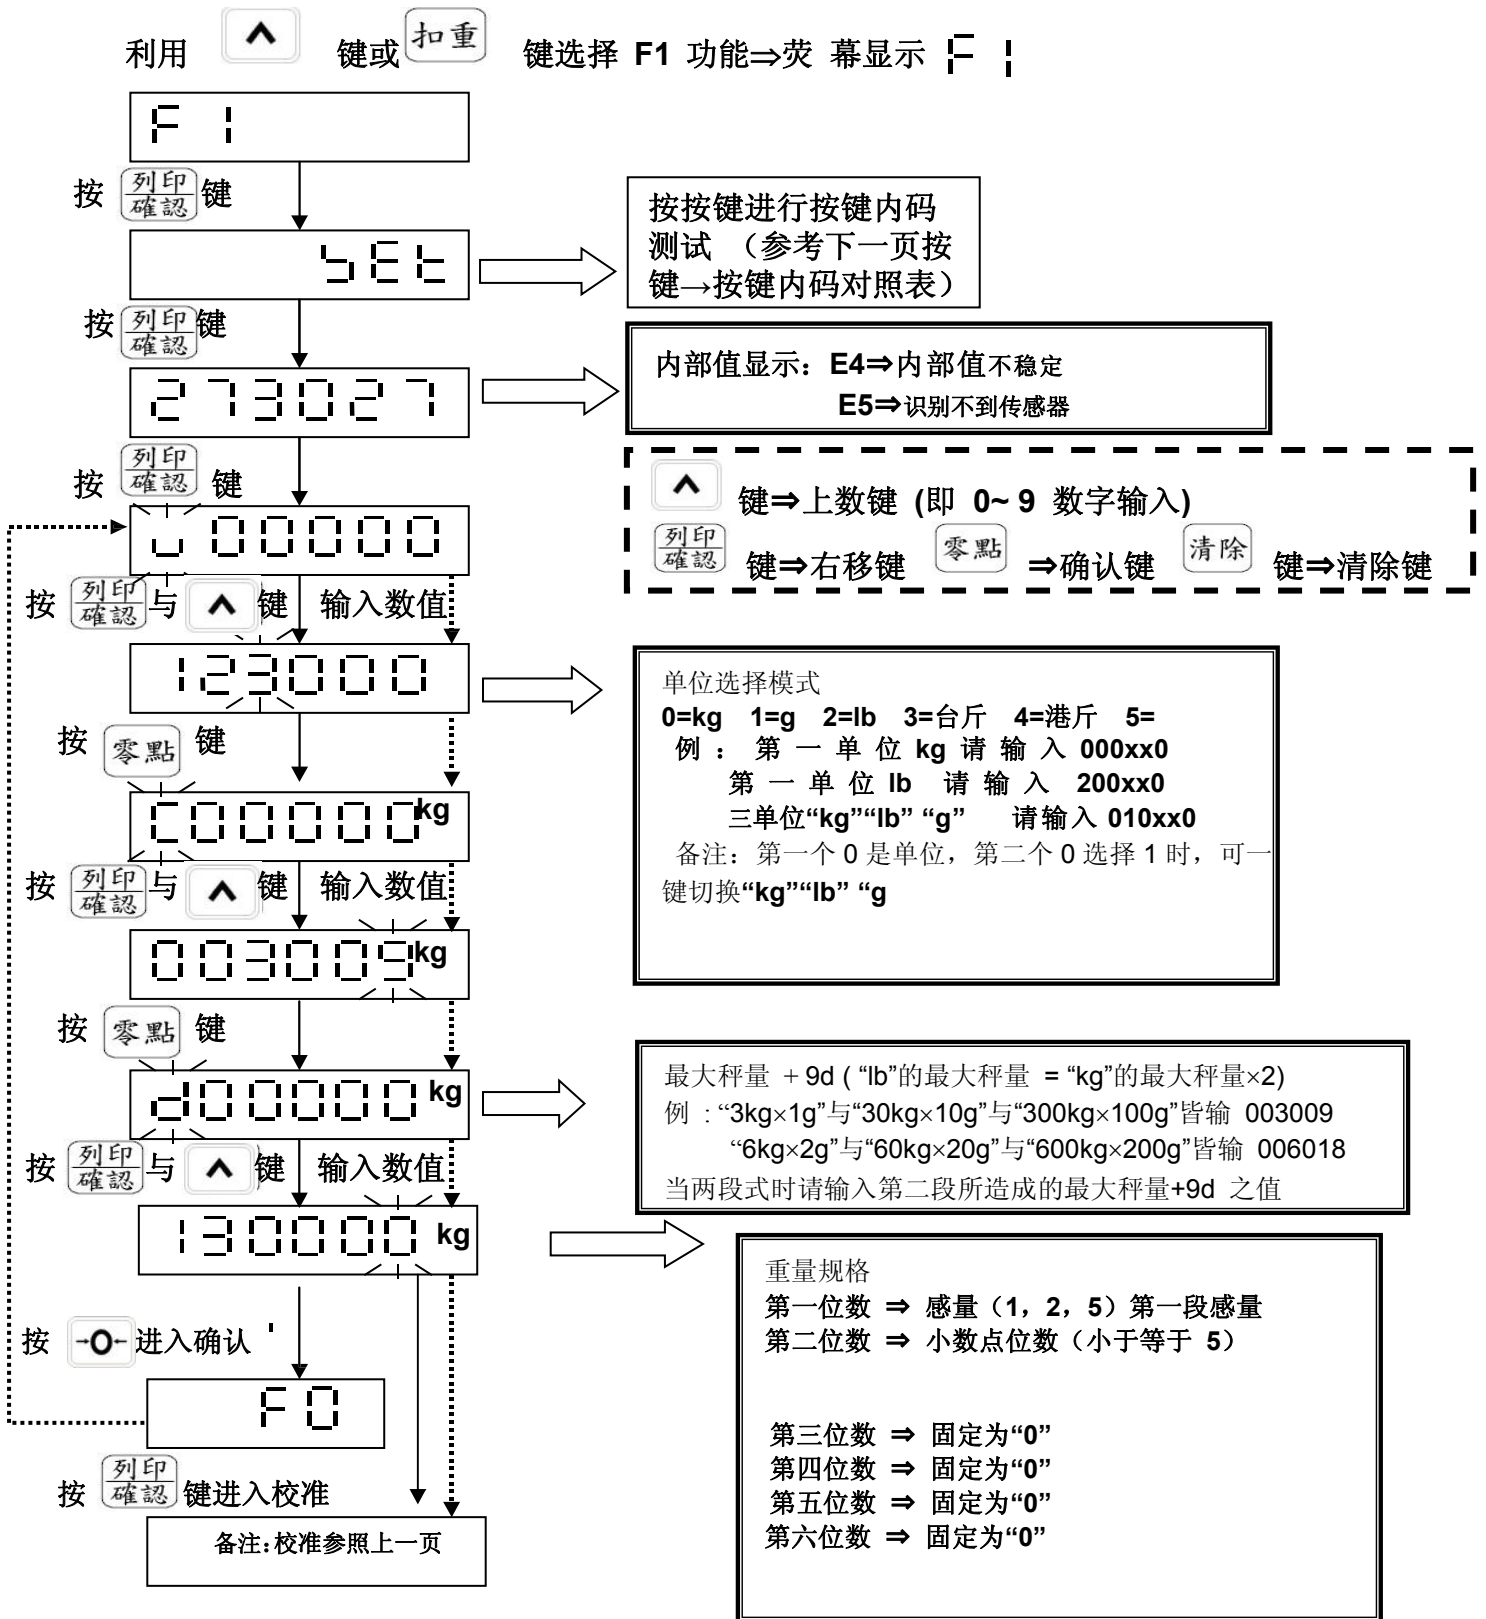 利用 ^ 键或 扣重 键选择 F1 功能⇒荧 幕显示 F 1
F 1
按 列印 確認 键
SEt
按按键进行按键内码
测试 （参考下一页按
键→按键内码对照表）
按 列印 確認 键
273027
内部值显示：E4⇒内部值不稳定
E5⇒识别不到传感器
按 列印 確認 键
^ 键⇒上数键 (即 0~ 9 数字输入)
列印 確認 键⇒右移键 零點 ⇒确认键 清除 键⇒清除键
u 00000
按 列印 確認 与 ^ 键 输入数值
123000
单位选择模式
0=kg 1=g 2=lb 3=台斤 4=港斤 5=
例 ： 第 一 单 位 kg 请 输 入 000xx0
第 一 单 位 lb 请 输 入 200xx0
三单位“kg”“lb” “g” 请输入 010xx0
备注：第一个 0 是单位，第二个 0 选择 1 时，可一
键切换“kg”“lb” “g
按 零點 键
C00000kg
按 列印 確認 与 ^ 键 输入数值
003009kg
按 零點 键
d00000 kg
最大秤量 + 9d ( “lb”的最大秤量 = “kg”的最大秤量×2)
例 : “3kg×1g”与“30kg×10g”与“300kg×100g”皆输 003009
“6kg×2g”与“60kg×20g”与“600kg×200g”皆输 006018
当两段式时请输入第二段所造成的最大秤量+9d 之值
按 列印 確認 与 ^ 键 输入数值
130000 kg
重量规格
第一位数 ⇒ 感量（1，2，5）第一段感量
第二位数 ⇒ 小数点位数（小于等于 5）
第三位数 ⇒ 固定为“0”
第四位数 ⇒ 固定为“0”
第五位数 ⇒ 固定为“0”
第六位数 ⇒ 固定为“0”
按 →0← 进入确认 '
F0
按 列印 確認 键进入校准
备注：校准参照上一页